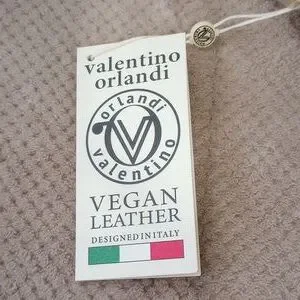 valentino
orlandi
orlandi
valentino
VEGAN
LEATHER
DESIGNED IN ITALY